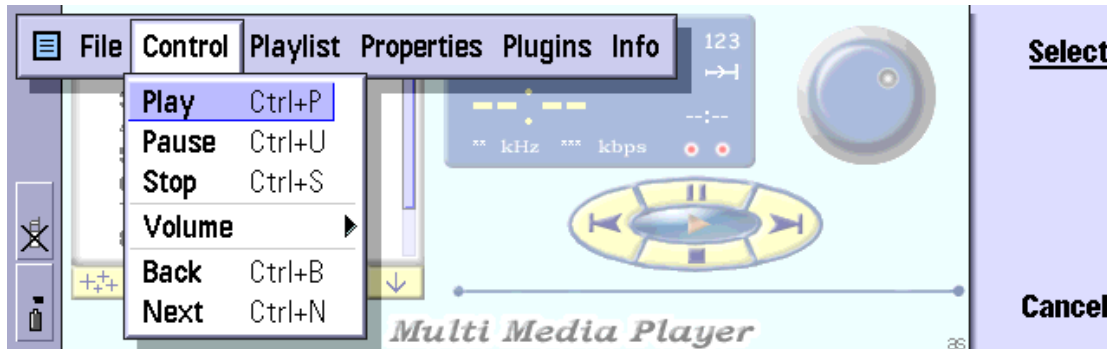 File Control Playlist Properties Plugins Info
123
Select
Play Ctrl+P
Pause Ctrl+U
Stop Ctrl+S
Volume
Back Ctrl+B
Next Ctrl+N
-- : --
--:--
** kHz *** kbps
Multi Media Player
as
Cancel